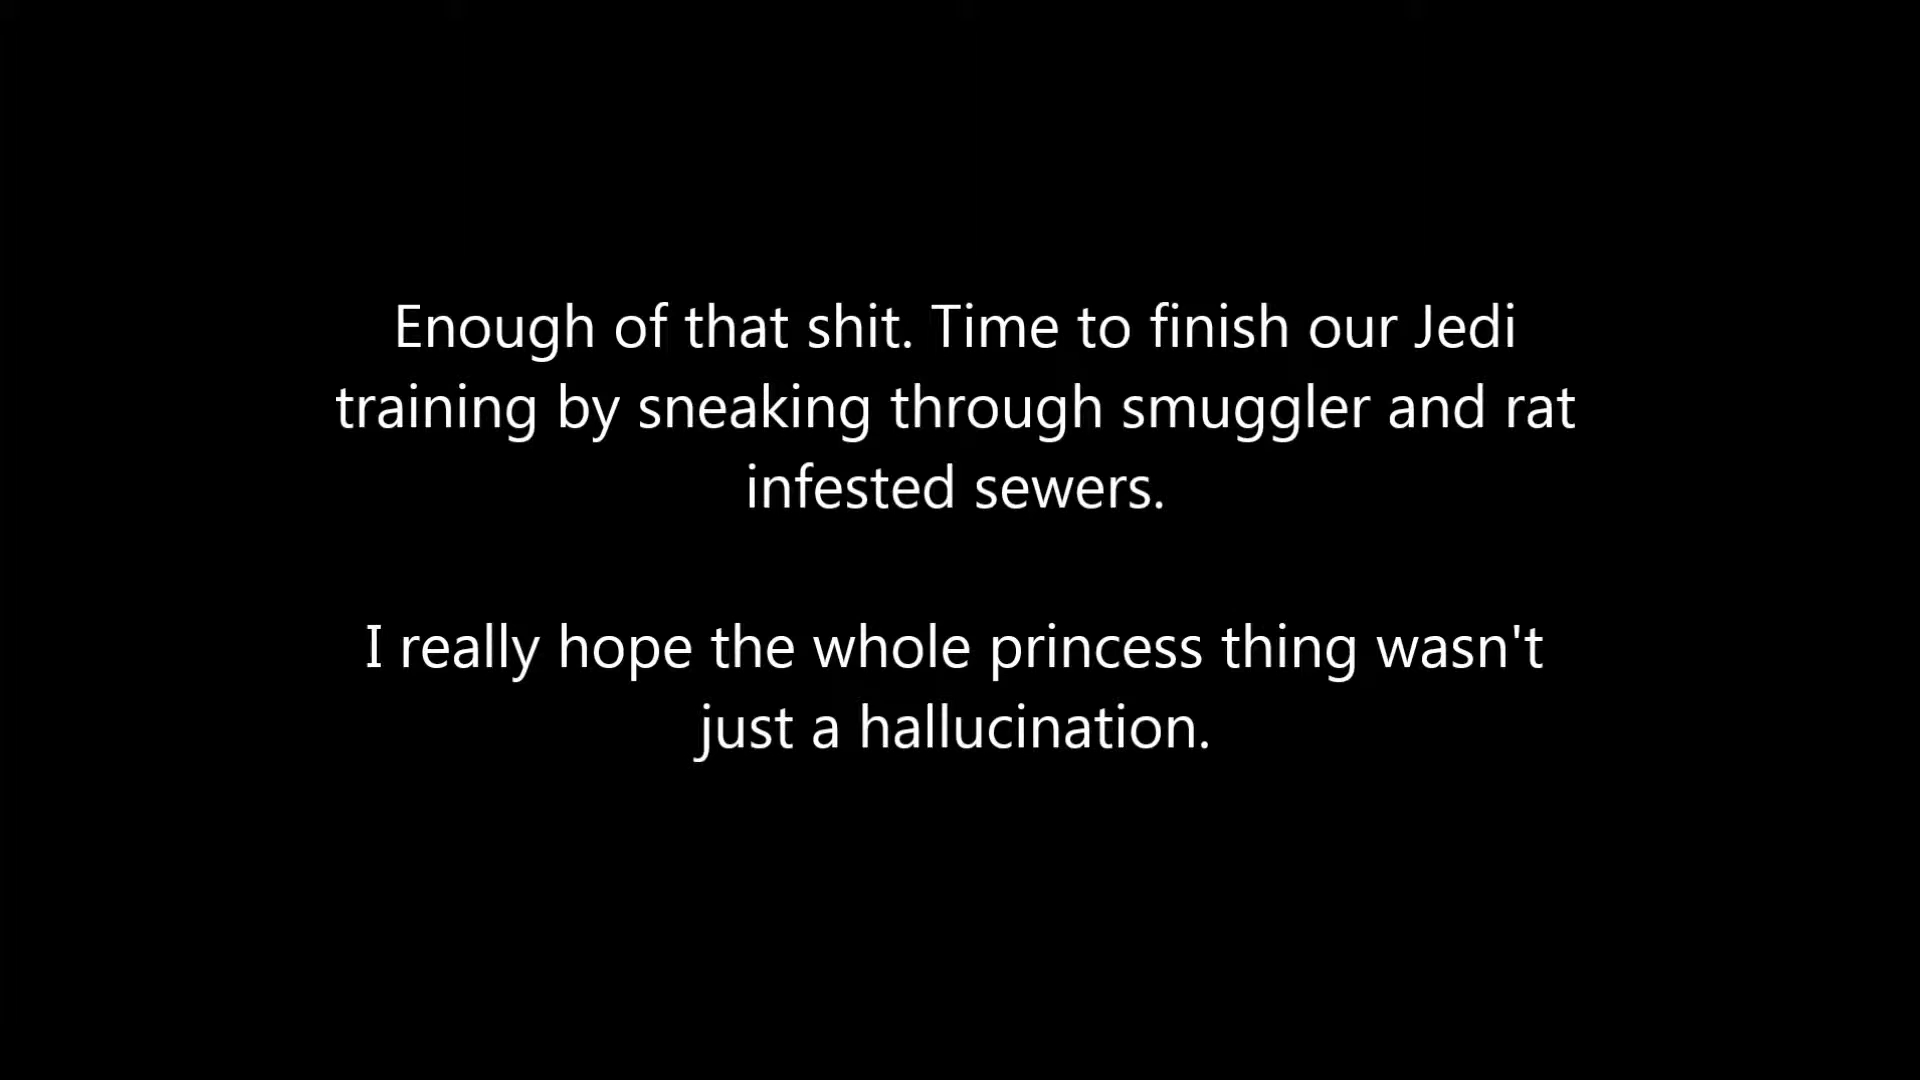 Enough of that shit. Time to finish our Jedi
training by sneaking through smuggler and rat
infested sewers.
I really hope the whole princess thing wasn't
just a hallucination.